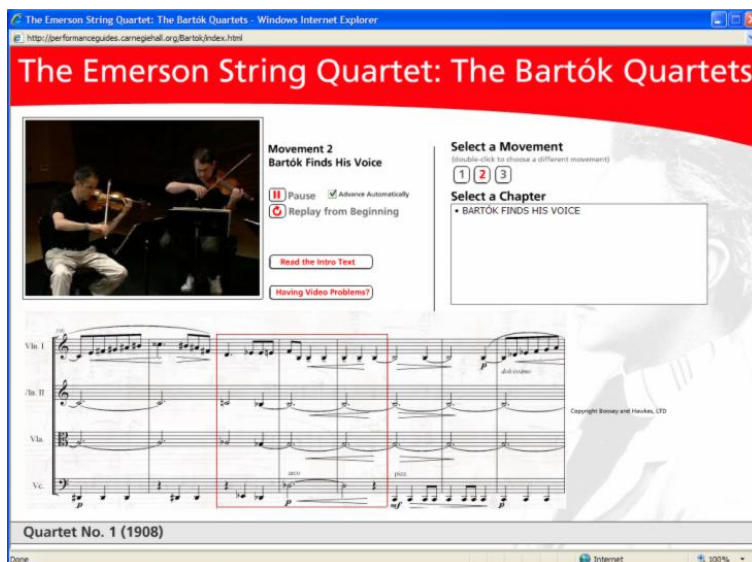 The Emerson String Quartet: The Bartók Quartets - Windows Internet Explorer
http://performanceguides.carnegiehall.org/Bartok/index.html
The Emerson String Quartet: The Bartók Quartets
Movement 2
Bartók Finds His Voice
Pause
Advance Automatically
Replay from Beginning
Read the Intro Text
Having Video Problems?
Select a Movement
(double-click to choose a different movement)
1 2 3
Select a Chapter
• BARTÓK FINDS HIS VOICE
Vln. I
p
dolcissimo
Vln. II
Copyright Boosey and Hawkes, LTD
Vla.
Vc.
arco
pizz.
p
p
mf
p
Quartet No. 1 (1908)
Done
Internet
100%